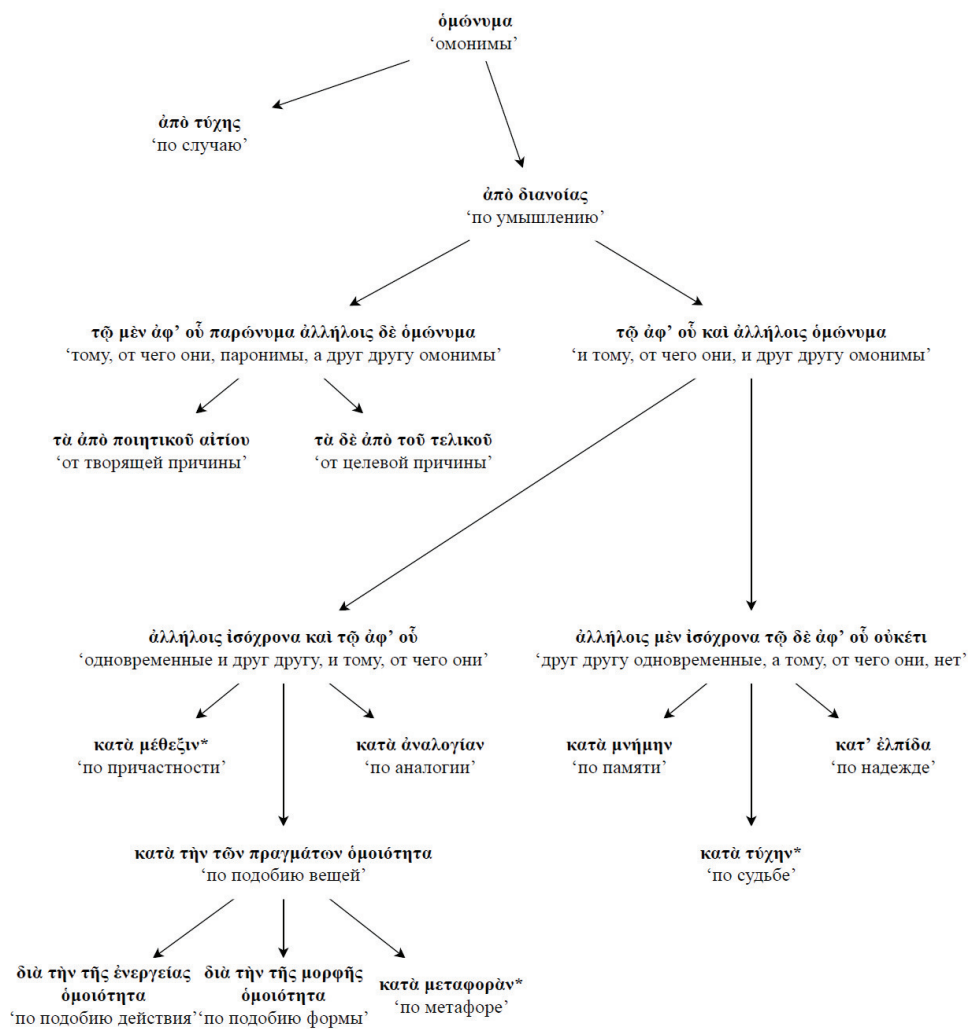 ὁμώνυμα
‘омонимы’
ἀπὸ τύχης
‘по случаю’
ἀπὸ διανοίας
‘по умышлению’
τῷ μὲν ἀφ’ οὗ παρώνυμα ἀλλήλοις δὲ ὁμώνυμα
‘тому, от чего они, паронимы, а друг другу омонимы’
τῷ ἀφ’ οὗ καὶ ἀλλήλοις ὁμώνυμα
‘и тому, от чего они, и друг другу омонимы’
τὰ ἀπὸ ποιητικοῦ αἰτίου
‘от творящей причины’
τὰ δὲ ἀπὸ τοῦ τελικοῦ
‘от целевой причины’
ἀλλήλοις ἰσόχρονα καὶ τῷ ἀφ’ οὗ
‘одновременные и друг другу, и тому, от чего они’
ἀλλήλοις μὲν ἰσόχρονα τῷ δὲ ἀφ’ οὗ οὐκέτι
‘друг другу одновременные, а тому, от чего они, нет’
κατὰ μέθεξιν*
‘по причастности’
κατὰ ἀναλογίαν
‘по аналогии’
κατὰ μνήμην
‘по памяти’
κατ’ ἐλπίδα
‘по надежде’
κατὰ τὴν τῶν πραγμάτων ὁμοιότητα
‘по подобию вещей’
κατὰ τύχην*
‘по судьбе’
διὰ τὴν τῆς ἐνεργείας
ὁμοιότητα
‘по подобию действия’
διὰ τὴν τῆς μορφῆς
ὁμοιότητα
‘по подобию формы’
κατὰ μεταφορὰν*
‘по метафоре’